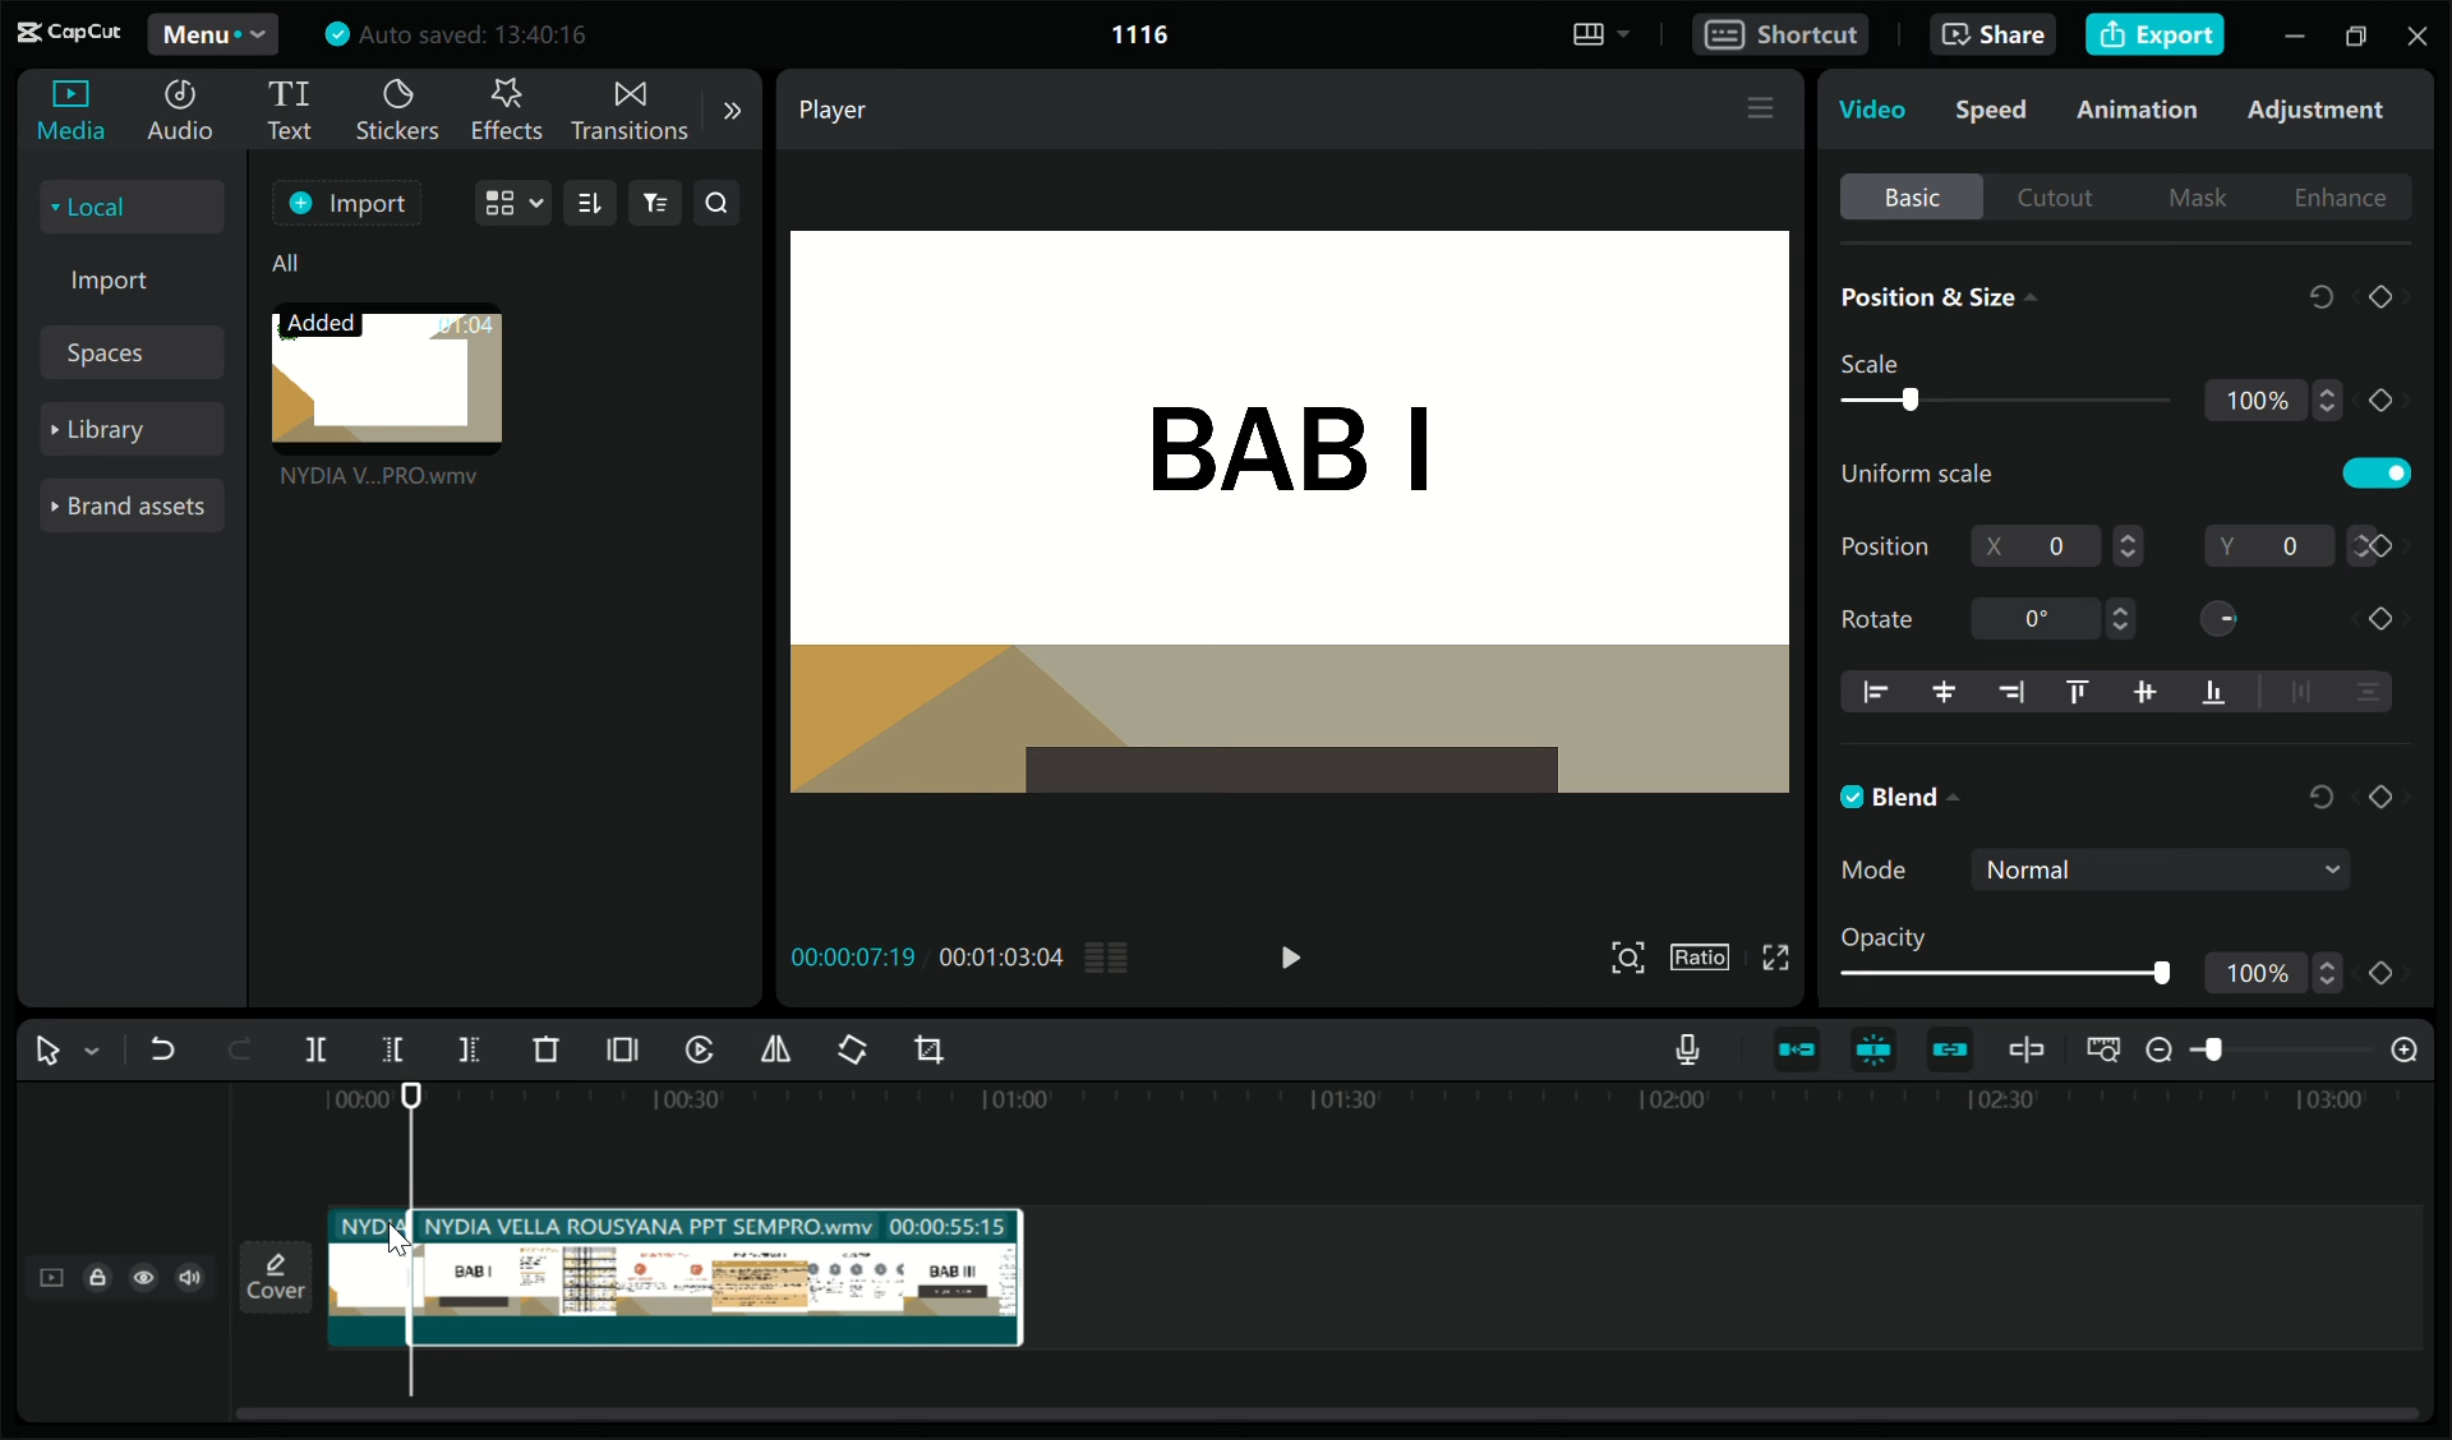 CapCut Menu Auto saved: 13:40:16 1116 Shortcut Share Export
Media Audio Text Stickers Effects Transitions
Local
Import
Spaces
Library
Brand assets
Import
All
Added 01:04
NYDIA V...PRO.wmv
Player
BAB I
00:00:07:19 / 00:01:03:04 Ratio
Video Speed Animation Adjustment
Basic Cutout Mask Enhance
Position & Size
Scale
100%
Uniform scale
Position X 0 Y 0
Rotate 0°
Blend
Mode Normal
Opacity
100%
00:00 00:30 01:00 01:30 02:00 02:30 03:00
NYDIA NYDIA VELLA ROUSYANA PPT SEMPRO.wmv 00:00:55:15
BAB I BAB III
Cover